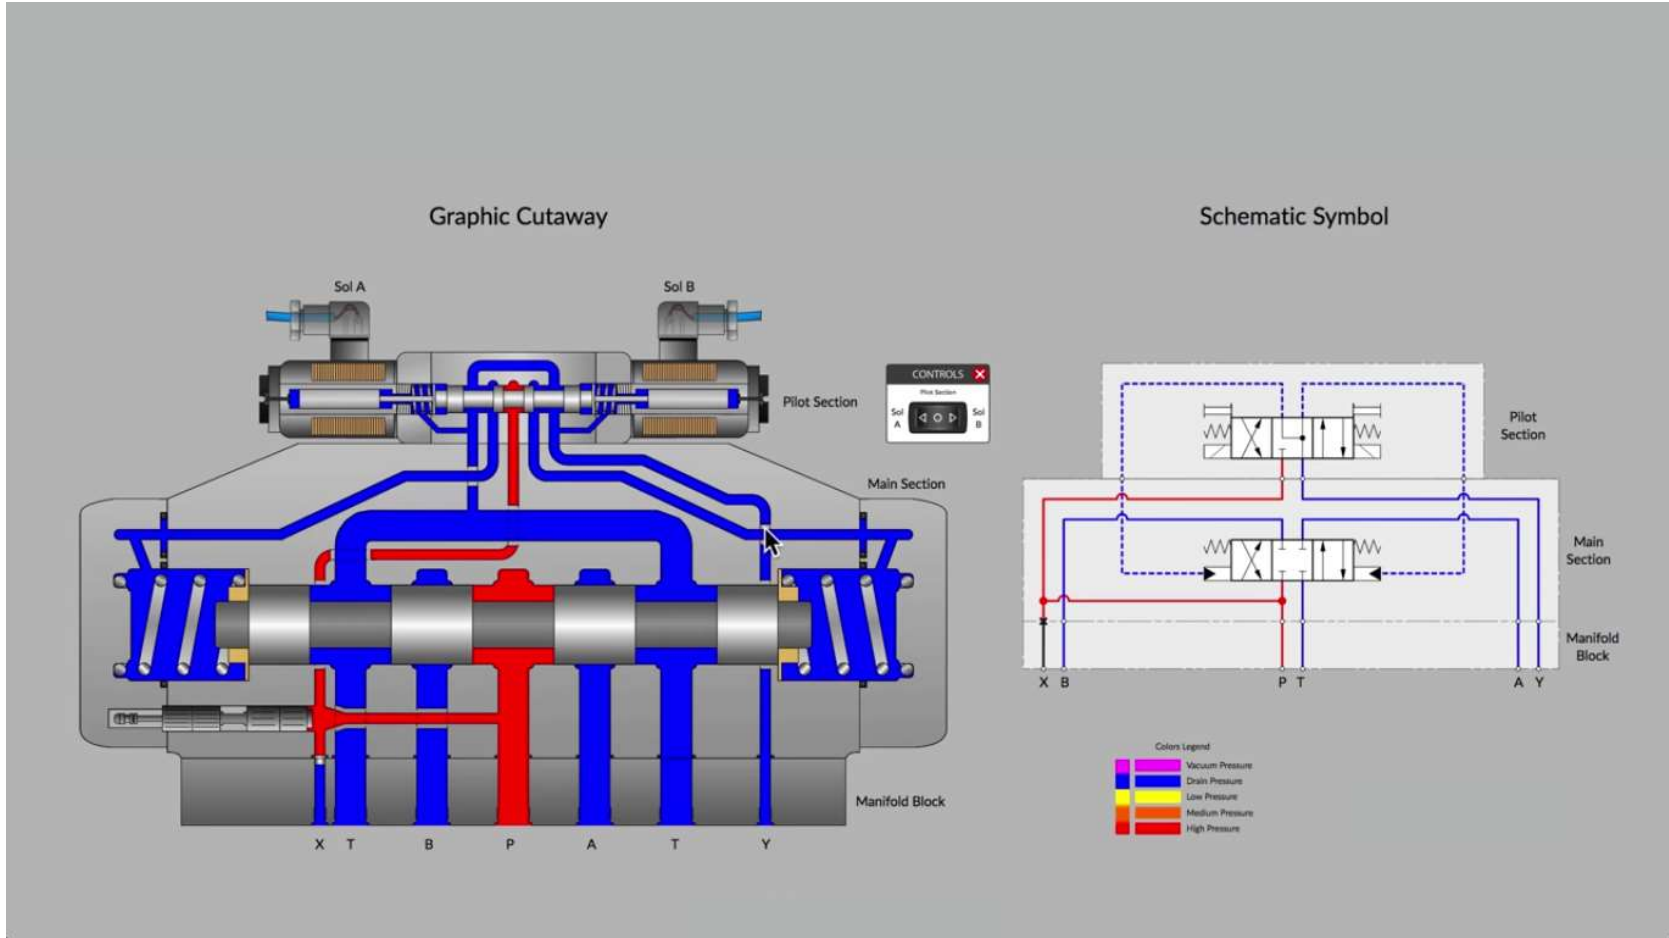 Graphic Cutaway
Schematic Symbol
Sol A
Sol B
Pilot Section
CONTROLS
Pilot Section
Sol
A
Sol
B
Main Section
Pilot
Section
Main
Section
Manifold
Block
X B P T A Y
Manifold Block
X T B P A T Y
Colors Legend
Vacuum Pressure
Drain Pressure
Low Pressure
Medium Pressure
High Pressure